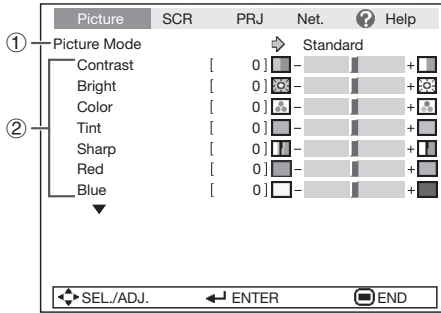 Picture SCR PRJ Net. ? Help
① Picture Mode Standard
Contrast [ 0 ] - +
Bright [ 0 ] - +
② Color [ 0 ] - +
Tint [ 0 ] - +
Sharp [ 0 ] - +
Red [ 0 ] - +
Blue [ 0 ] - +
SEL./ADJ. ENTER END